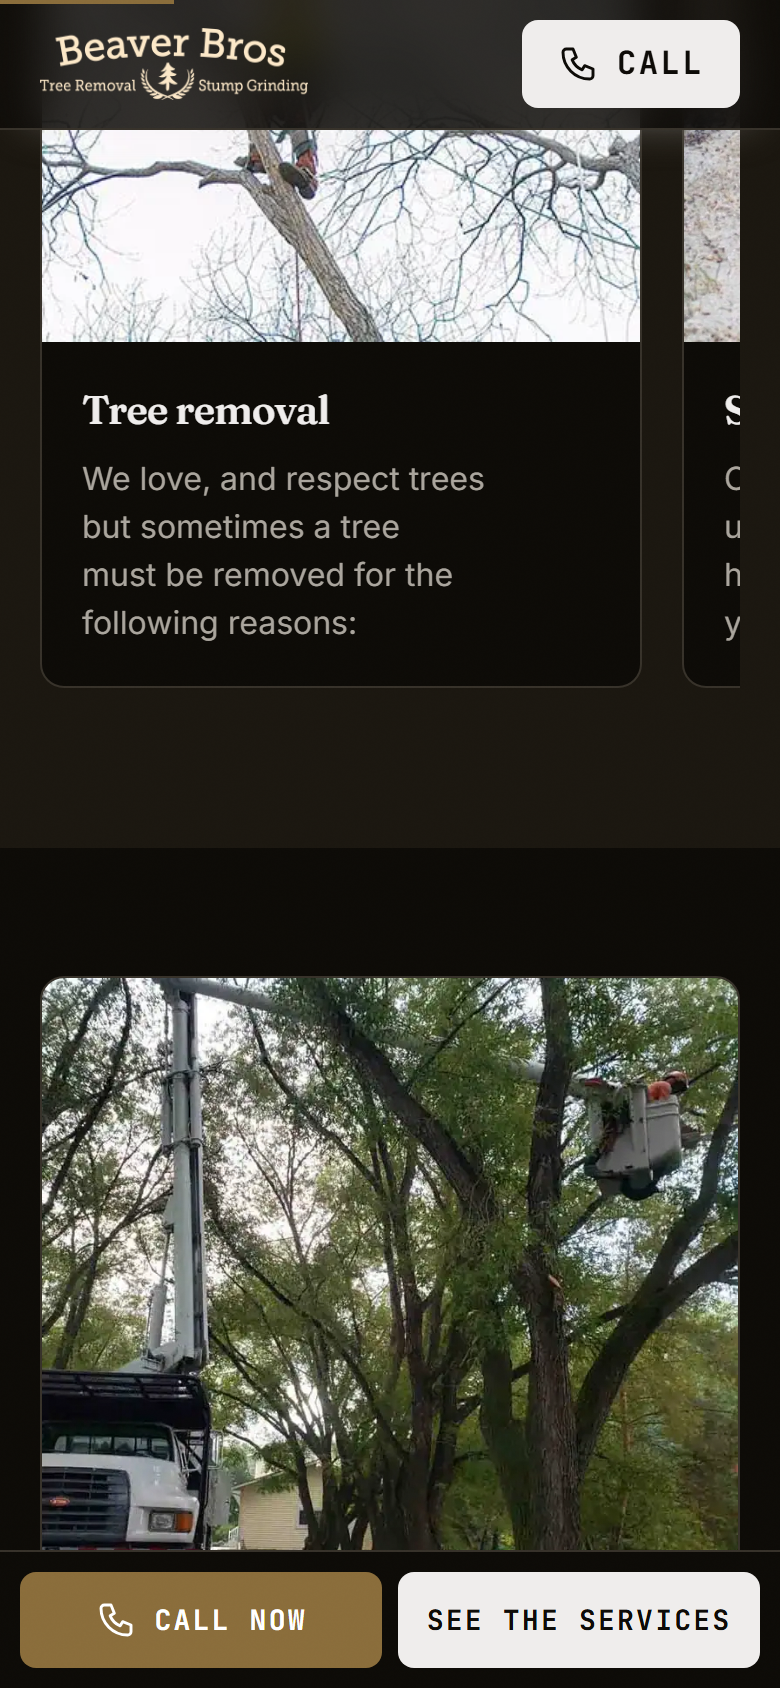 Beaver Bros
Tree Removal Stump Grinding
CALL
Tree removal
We love, and respect trees
but sometimes a tree
must be removed for the
following reasons:
S
C
u
h
y
CALL NOW
SEE THE SERVICES